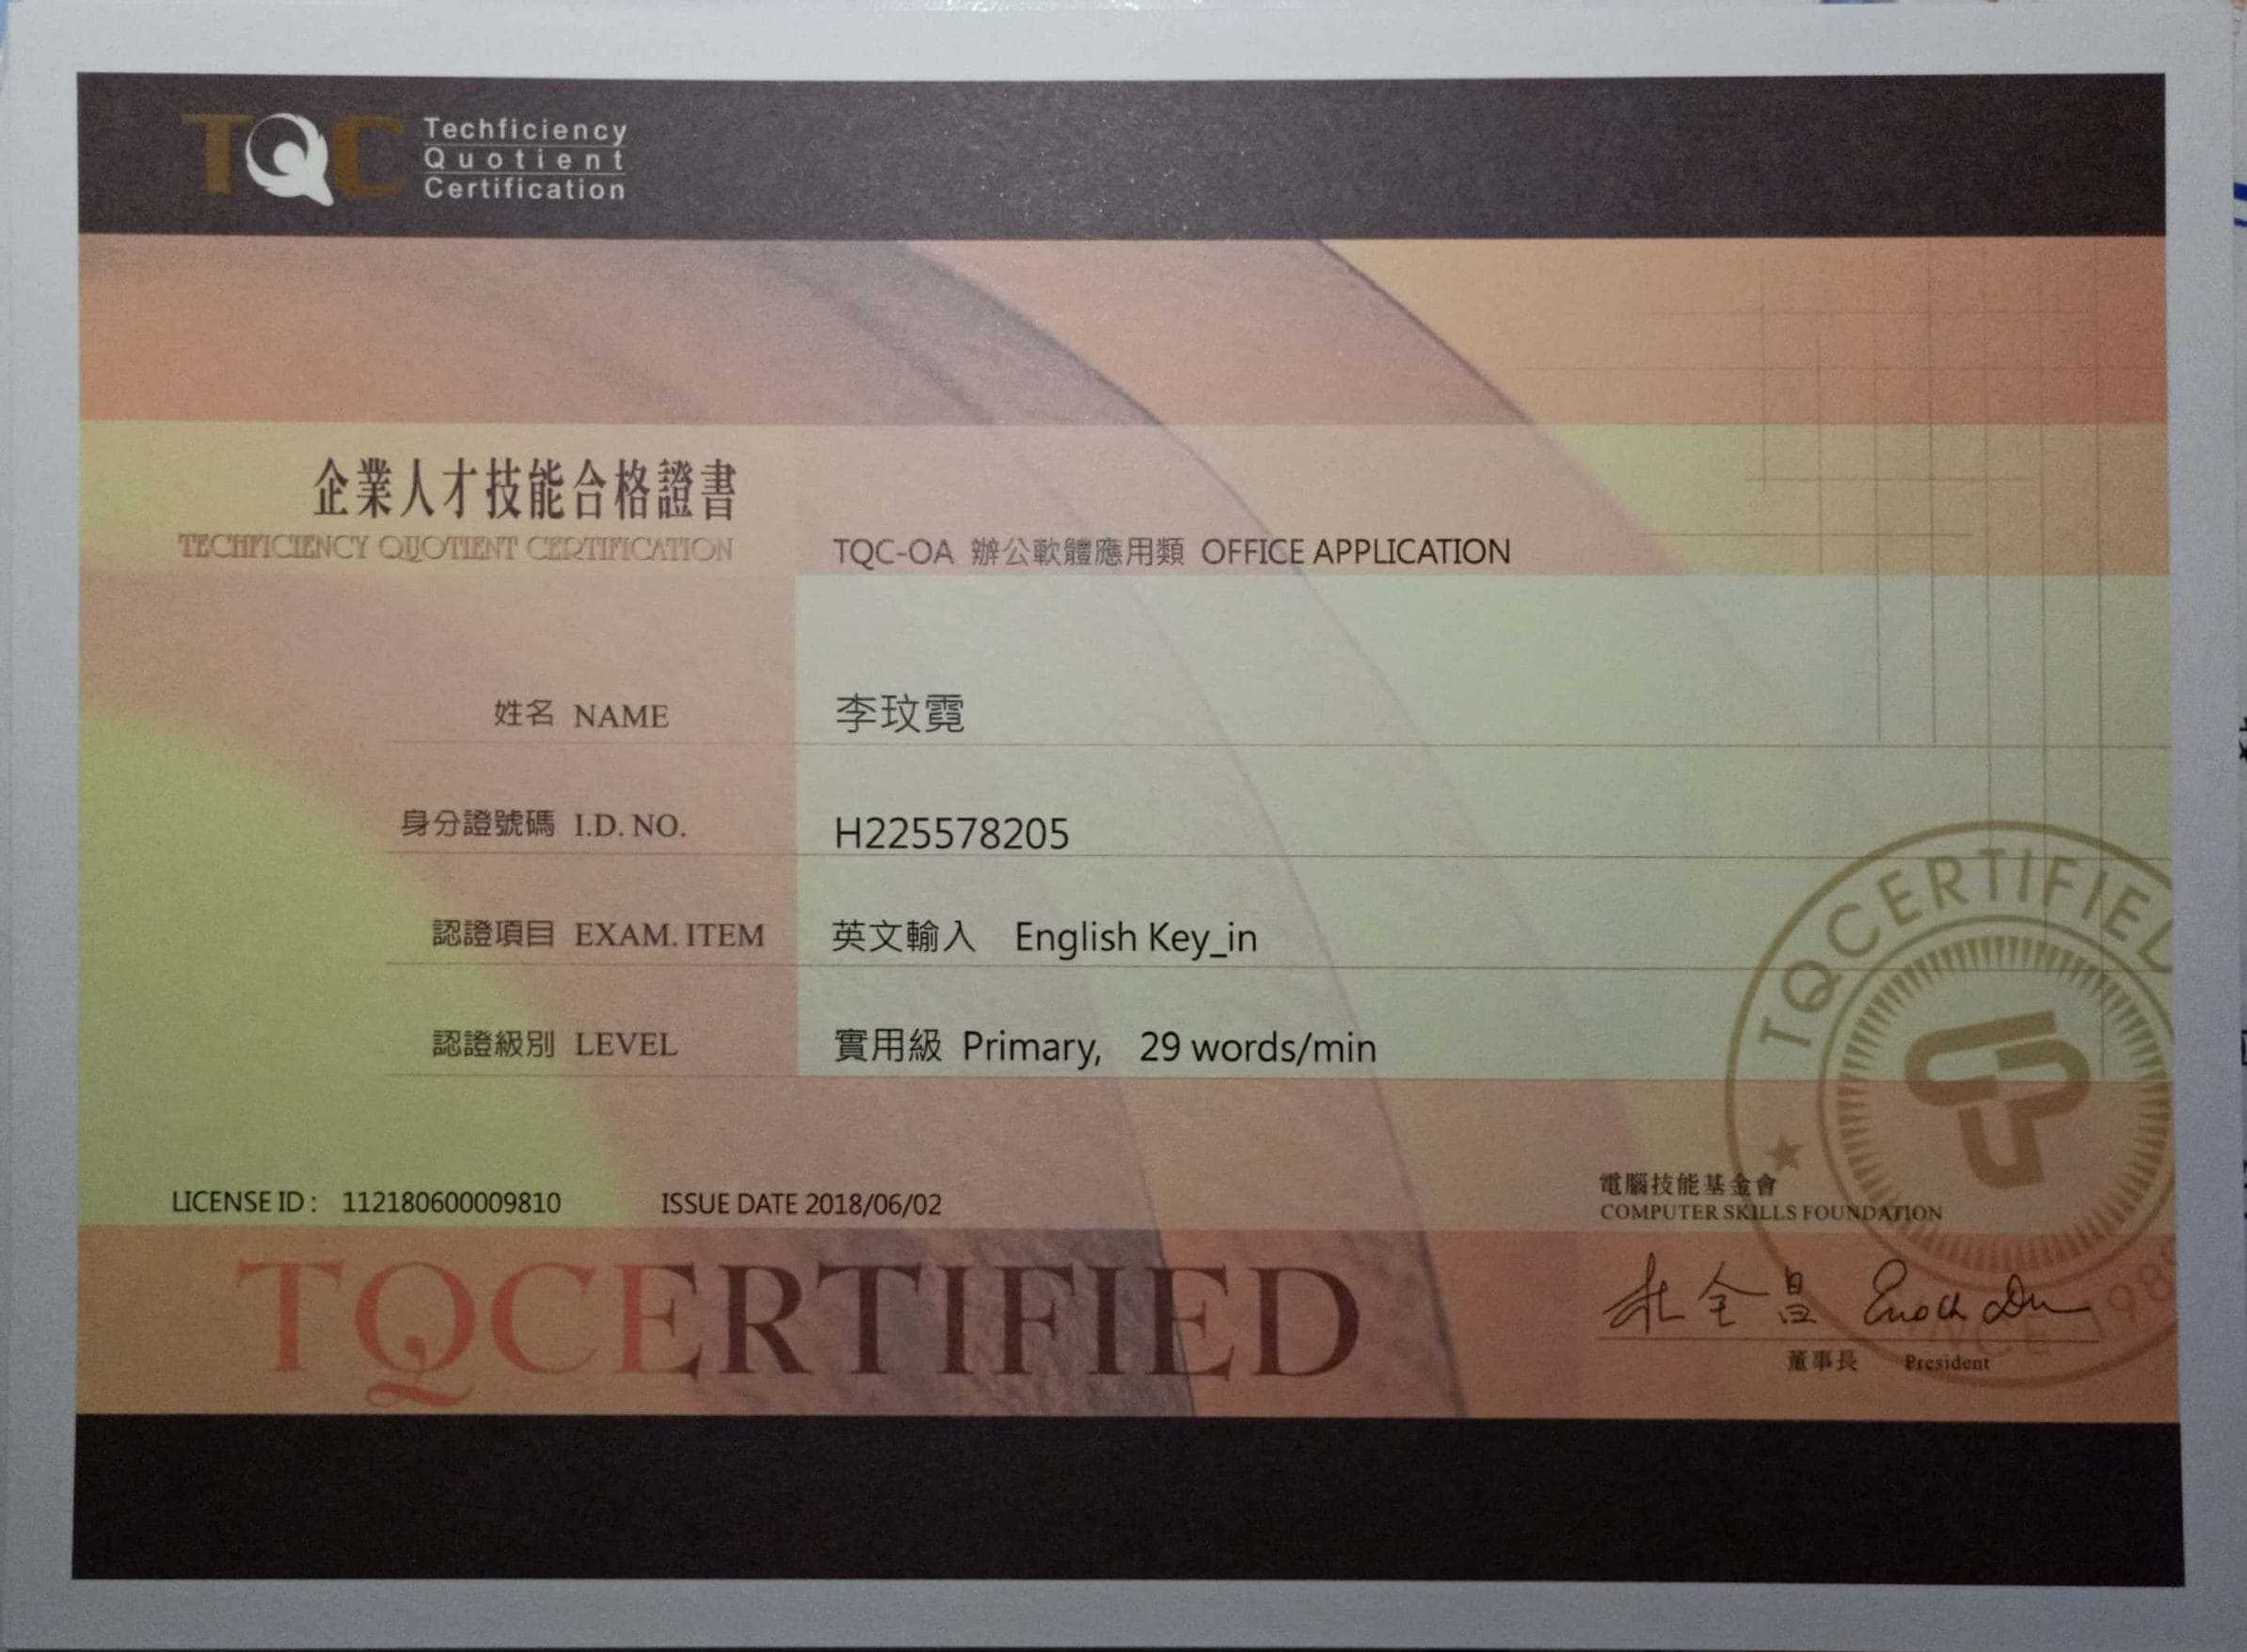 TQC
Techficiency
Quotient
Certification
企業人才技能合格證書
TECHFICIENCY QUOTIENT CERTIFICATION
TQC-OA 辦公軟體應用類 OFFICE APPLICATION
姓名 NAME 李玟霓
身分證號碼 I.D. NO. H225578205
認證項目 EXAM. ITEM 英文輸入 English Key_in
認證級別 LEVEL 實用級 Primary, 29 words/min
TQCERTIFIED
LICENSE ID : 112180600009810 ISSUE DATE 2018/06/02
電腦技能基金會
COMPUTER SKILLS FOUNDATION
TQCERTIFIED
杜全昌 Enoch Du
董事長 President